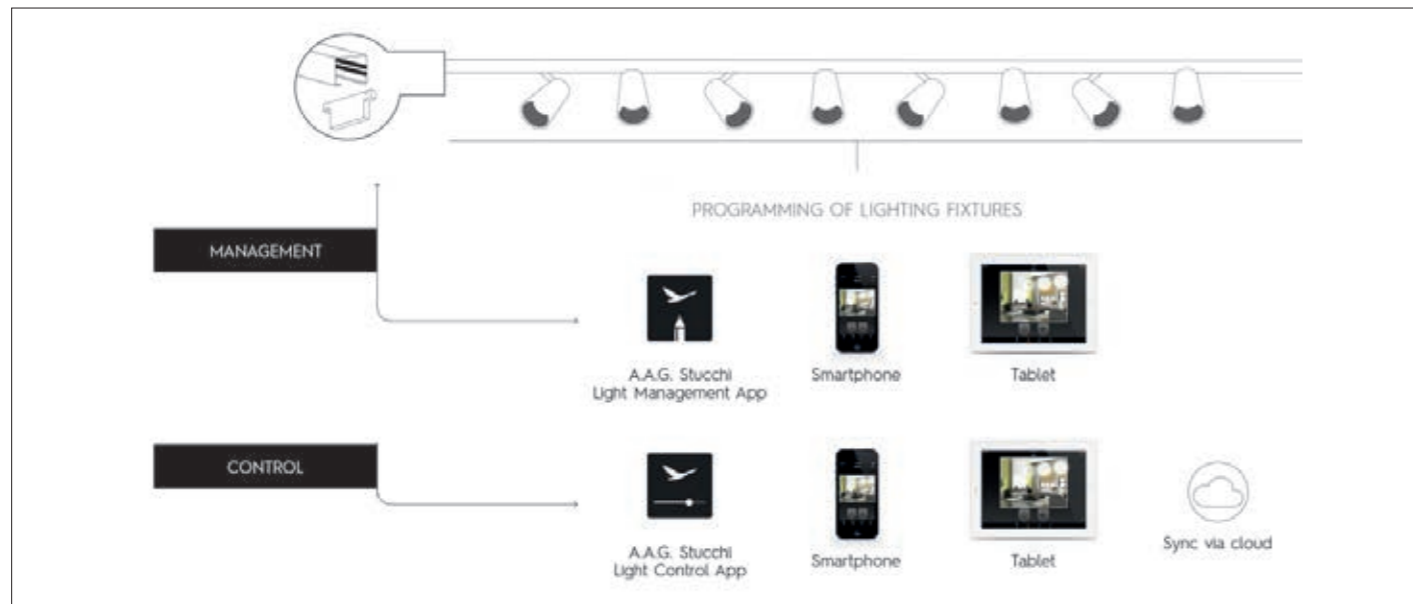 PROGRAMMING OF LIGHTING FIXTURES
MANAGEMENT
A.A.G. Stucchi
Light Management App
Smartphone
Tablet
CONTROL
A.A.G. Stucchi
Light Control App
Smartphone
Tablet
Sync via cloud